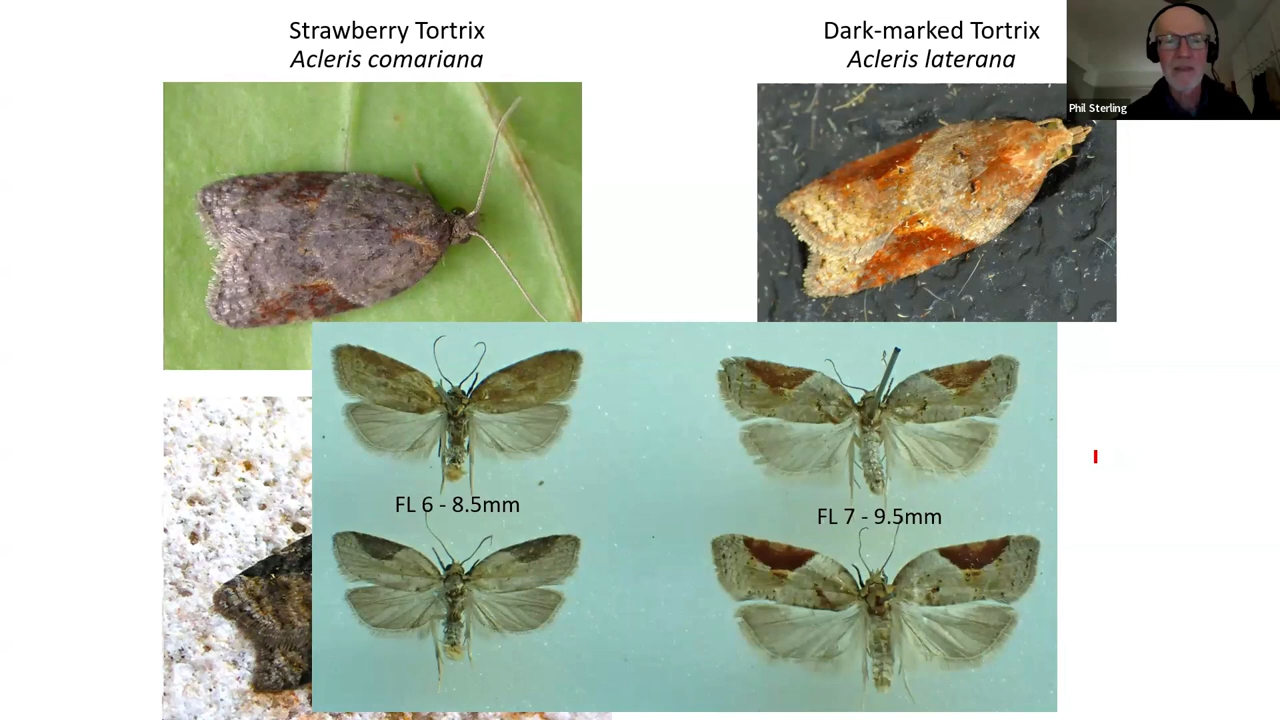 Strawberry Tortrix
Acleris comariana
Dark-marked Tortrix
Acleris laterana
Phil Sterling
FL 6 - 8.5mm
FL 7 - 9.5mm